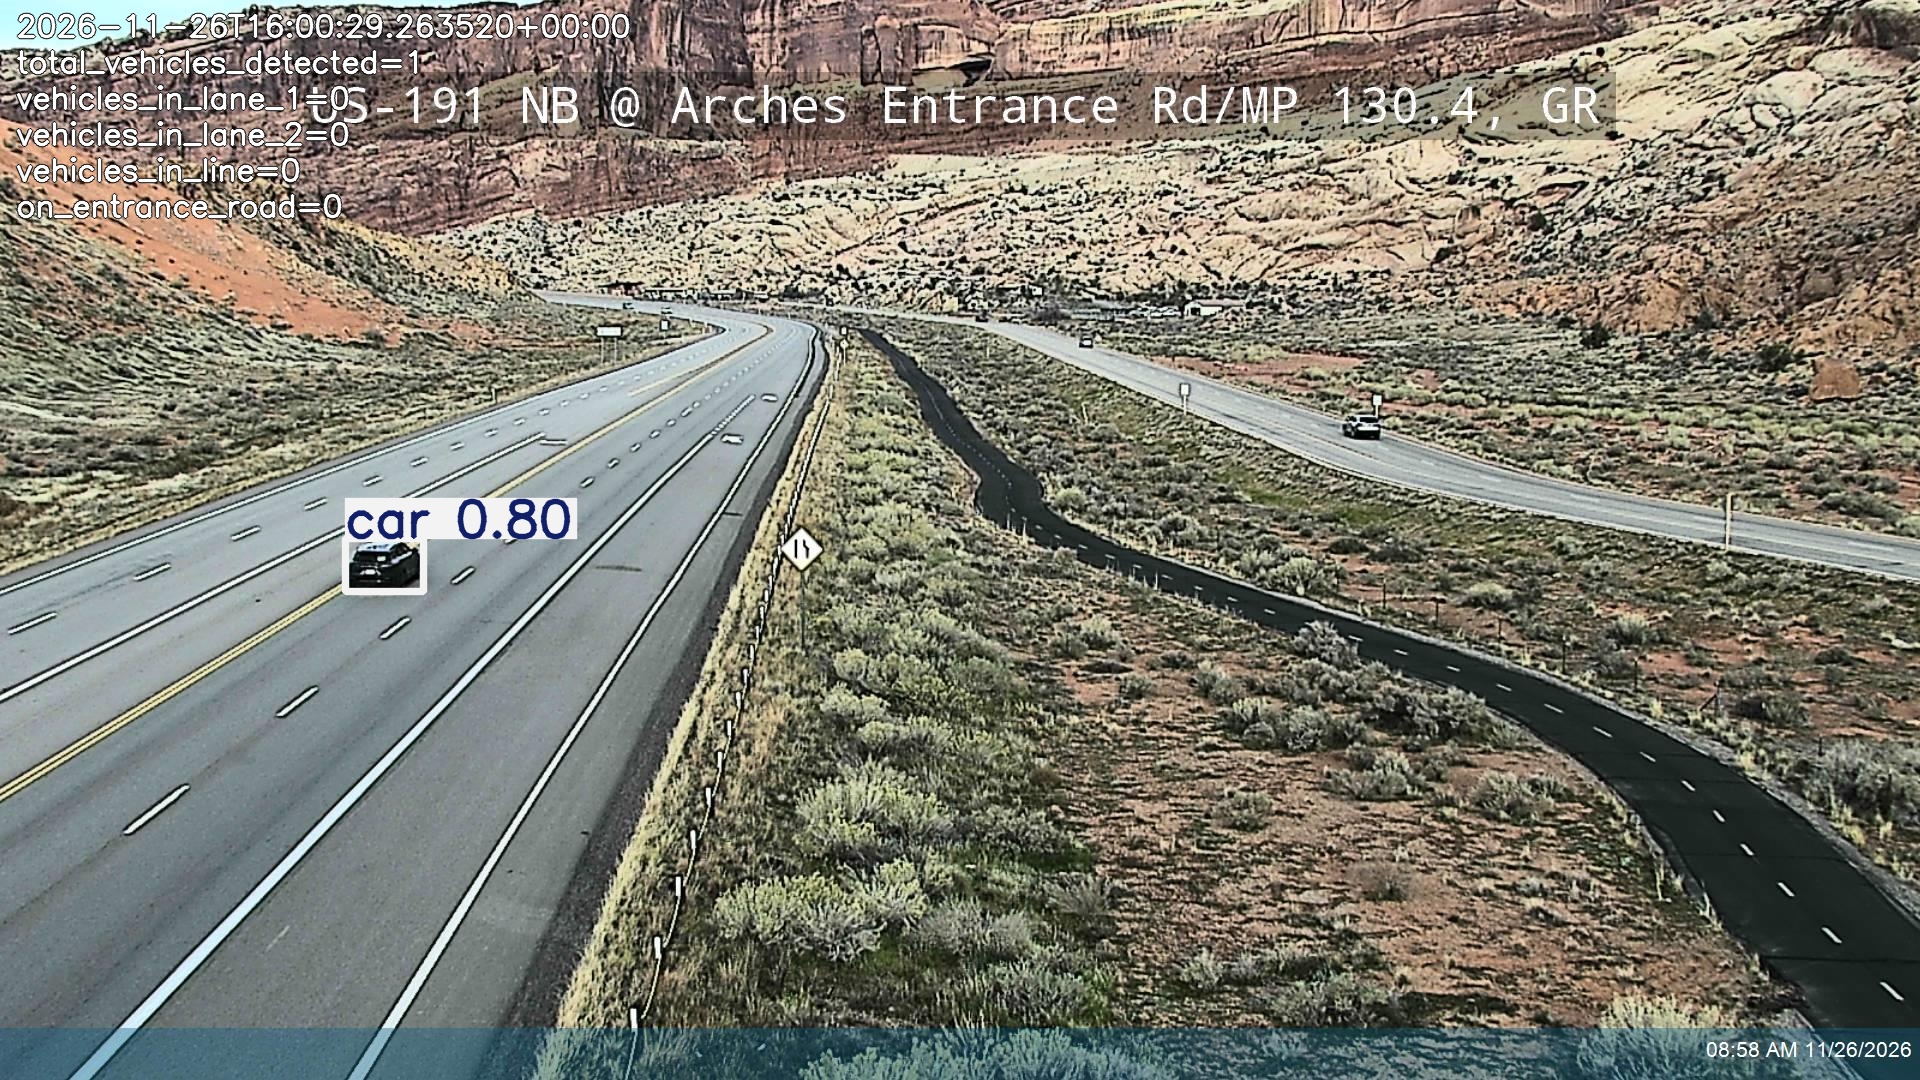 2026-11-26T16:00:29.263520+00:00
total_vehicles_detected=1
vehicles_in_lane_1=0
US-191 NB @ Arches Entrance Rd/MP 130.4, GR
vehicles_in_lane_2=0
vehicles_in_line=0
on_entrance_road=0
car 0.80
08:58 AM 11/26/2026